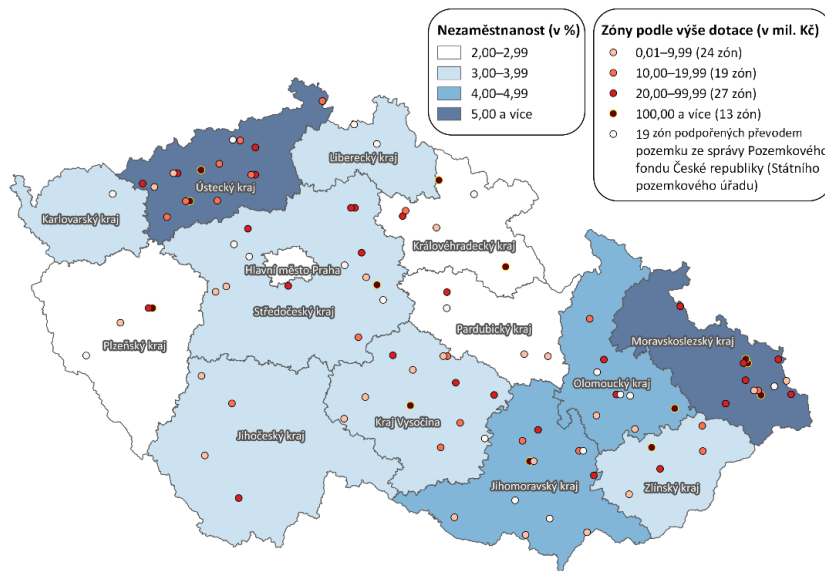 Nezaměstnanost (v %)
2,00–2,99
3,00–3,99
4,00–4,99
5,00 a více
Zóny podle výše dotace (v mil. Kč)
0,01–9,99 (24 zón)
10,00–19,99 (19 zón)
20,00–99,99 (27 zón)
100,00 a více (13 zón)
19 zón podpořených převodem
pozemku ze správy Pozemkového
fondu České republiky (Státního
pozemkového úřadu)
Liberecký kraj
Ústecký kraj
Karlovarský kraj
Královéhradecký kraj
Hlavní město Praha
Středočeský kraj
Pardubický kraj
Plzeňský kraj
Moravskoslezský kraj
Olomoucký kraj
Kraj Vysočina
Jihočeský kraj
Jihomoravský kraj
Zlínský kraj